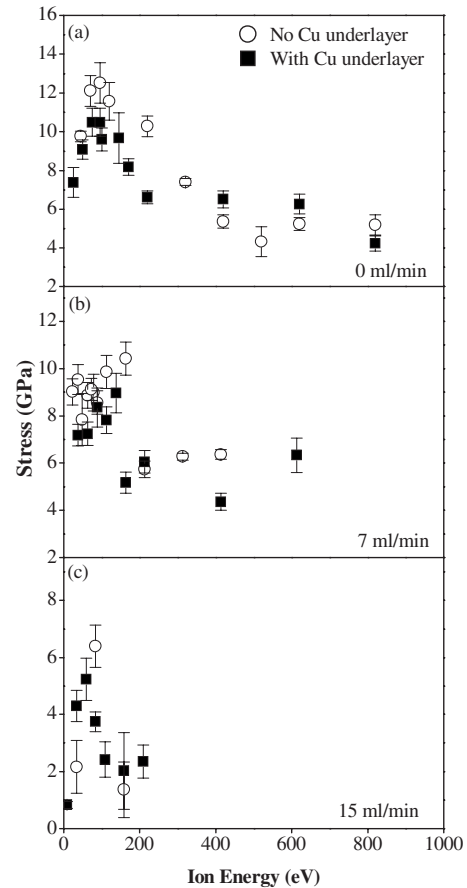 16
(a)
No Cu underlayer
14
With Cu underlayer
12
10
8
6
4
0 ml/min
2
(b)
12
10
8
6
4
7 ml/min
2
(c)
8
6
4
2
15 ml/min
0
0 200 400 600 800 1000
Ion Energy (eV)
Stress (GPa)